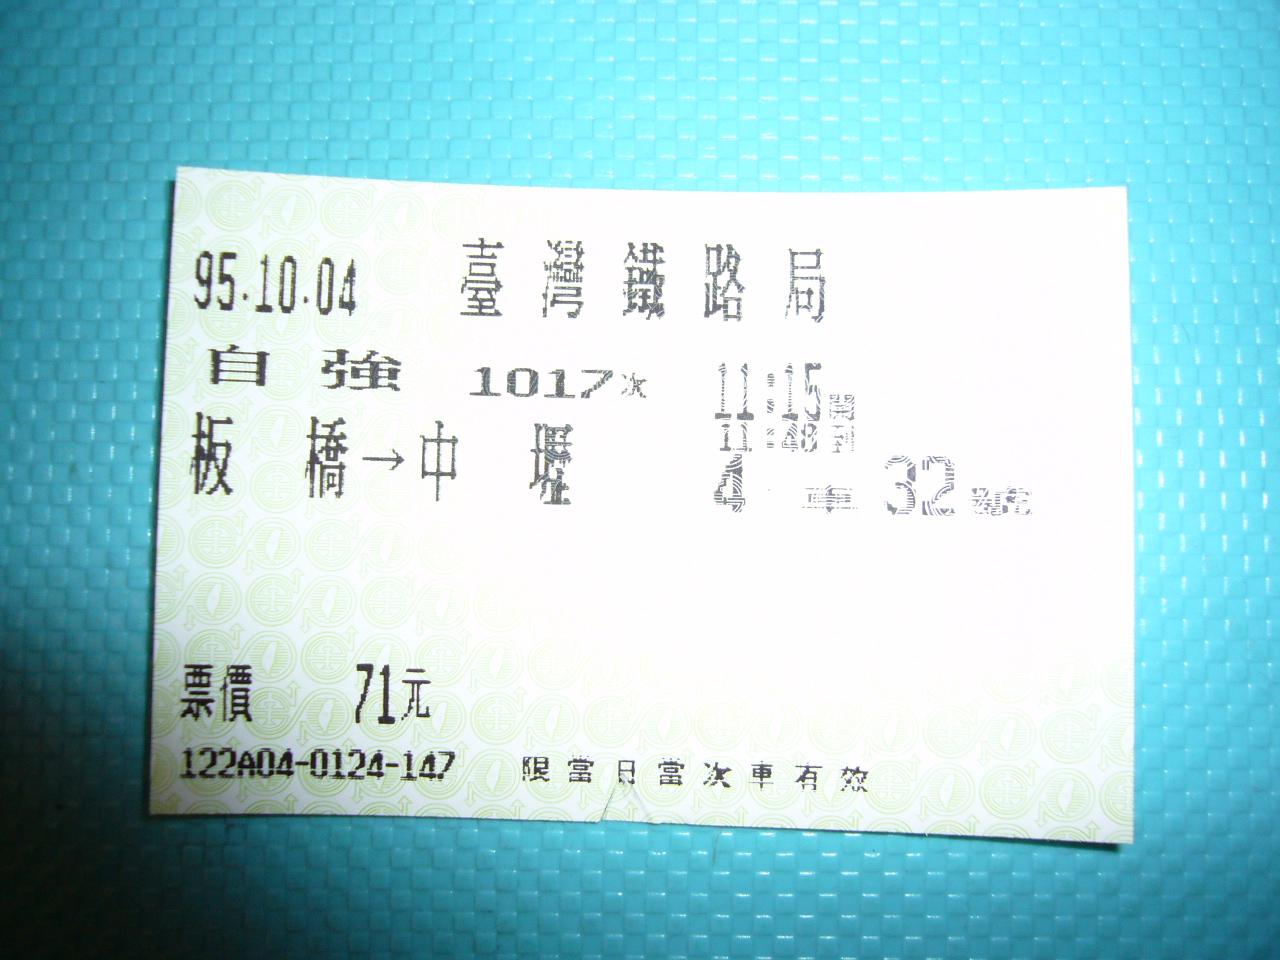 95.10.04 臺灣鐵路局
自強 1017次 11:15開
11:48到
板橋→中壢 4車32號
票價 71元
122A04-0124-147 限當日當次車有效